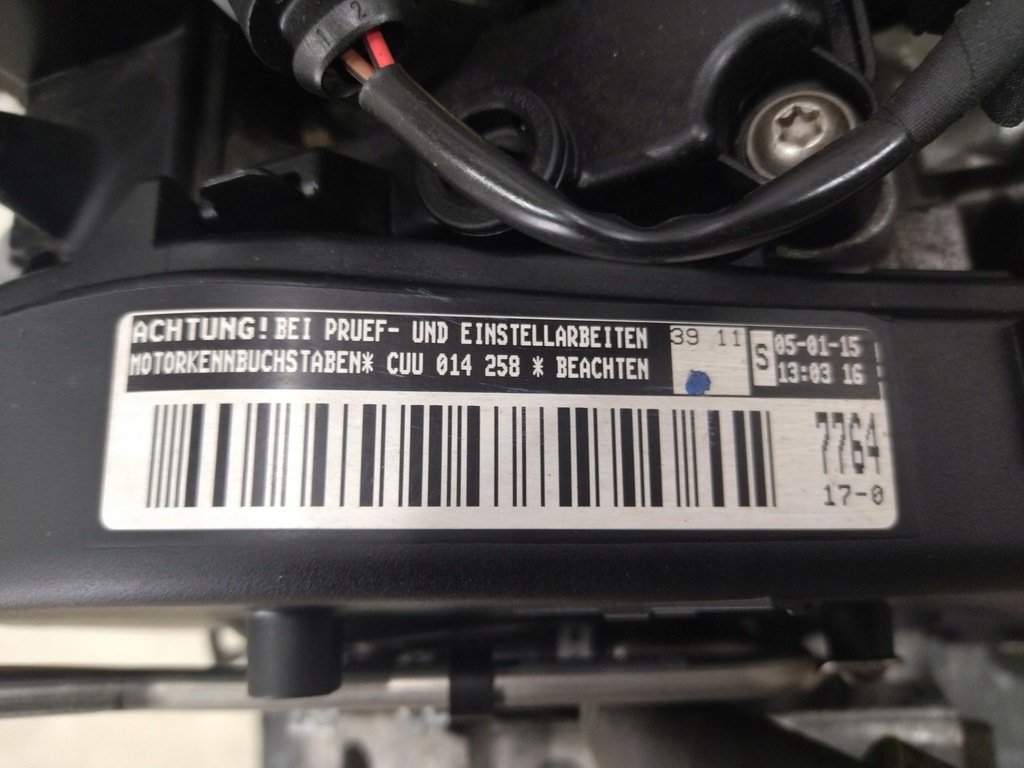 1 2
ACHTUNG! BEI PRUEF- UND EINSTELLARBEITEN
MOTORKENNBUCHSTABEN* CUU 014 258 * BEACHTEN
39 11
S
05-01-15
13:03 16
7764
17-0